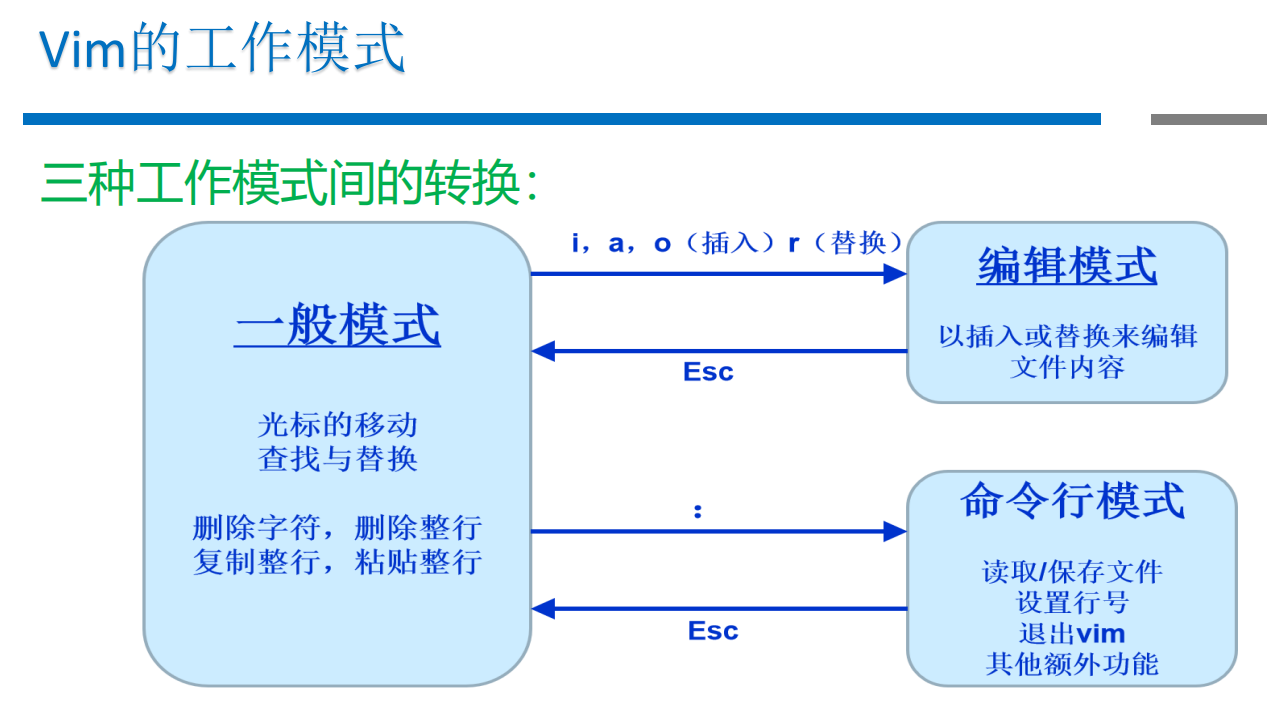 Vim的工作模式
三种工作模式间的转换：
一般模式
光标的移动
查找与替换
删除字符，删除整行
复制整行，粘贴整行
i，a，o（插入）r（替换）
Esc
编辑模式
以插入或替换来编辑
文件内容
：
Esc
命令行模式
读取/保存文件
设置行号
退出vim
其他额外功能